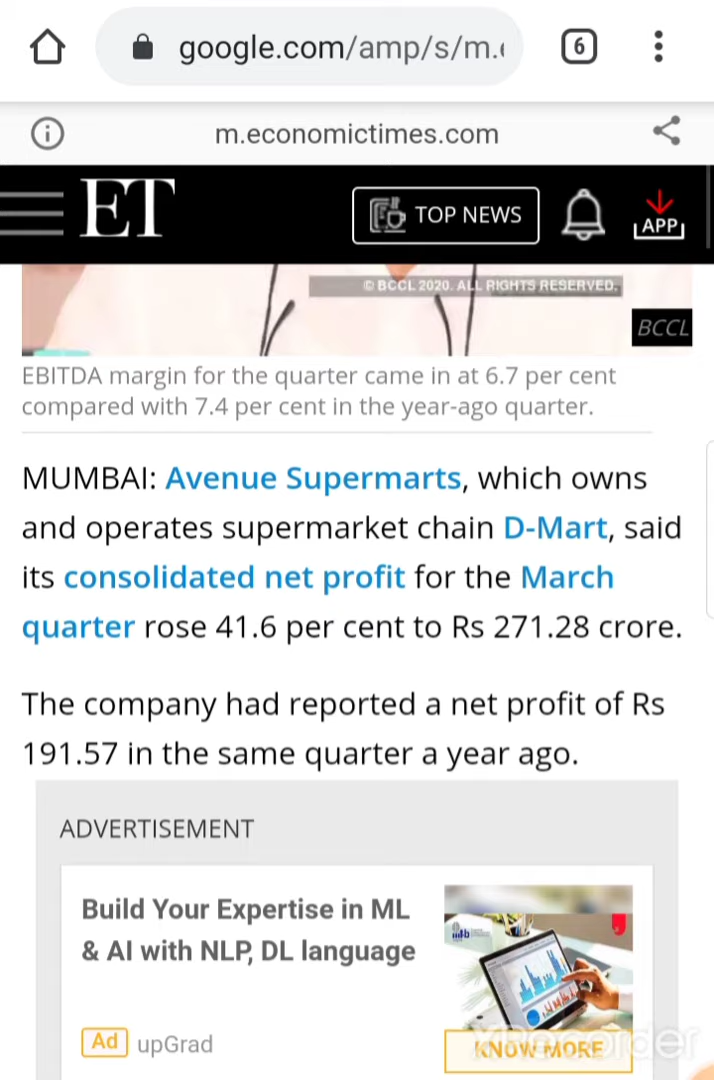 google.com/amp/s/m.
6
m.economictimes.com
ET
TOP NEWS
APP
© BCCL 2020. ALL RIGHTS RESERVED.
BCCL
EBITDA margin for the quarter came in at 6.7 per cent
compared with 7.4 per cent in the year-ago quarter.
MUMBAI: Avenue Supermarts, which owns
and operates supermarket chain D-Mart, said
its consolidated net profit for the March
quarter rose 41.6 per cent to Rs 271.28 crore.
The company had reported a net profit of Rs
191.57 in the same quarter a year ago.
ADVERTISEMENT
Build Your Expertise in ML
& AI with NLP, DL language
Ad upGrad
KNOW MORE